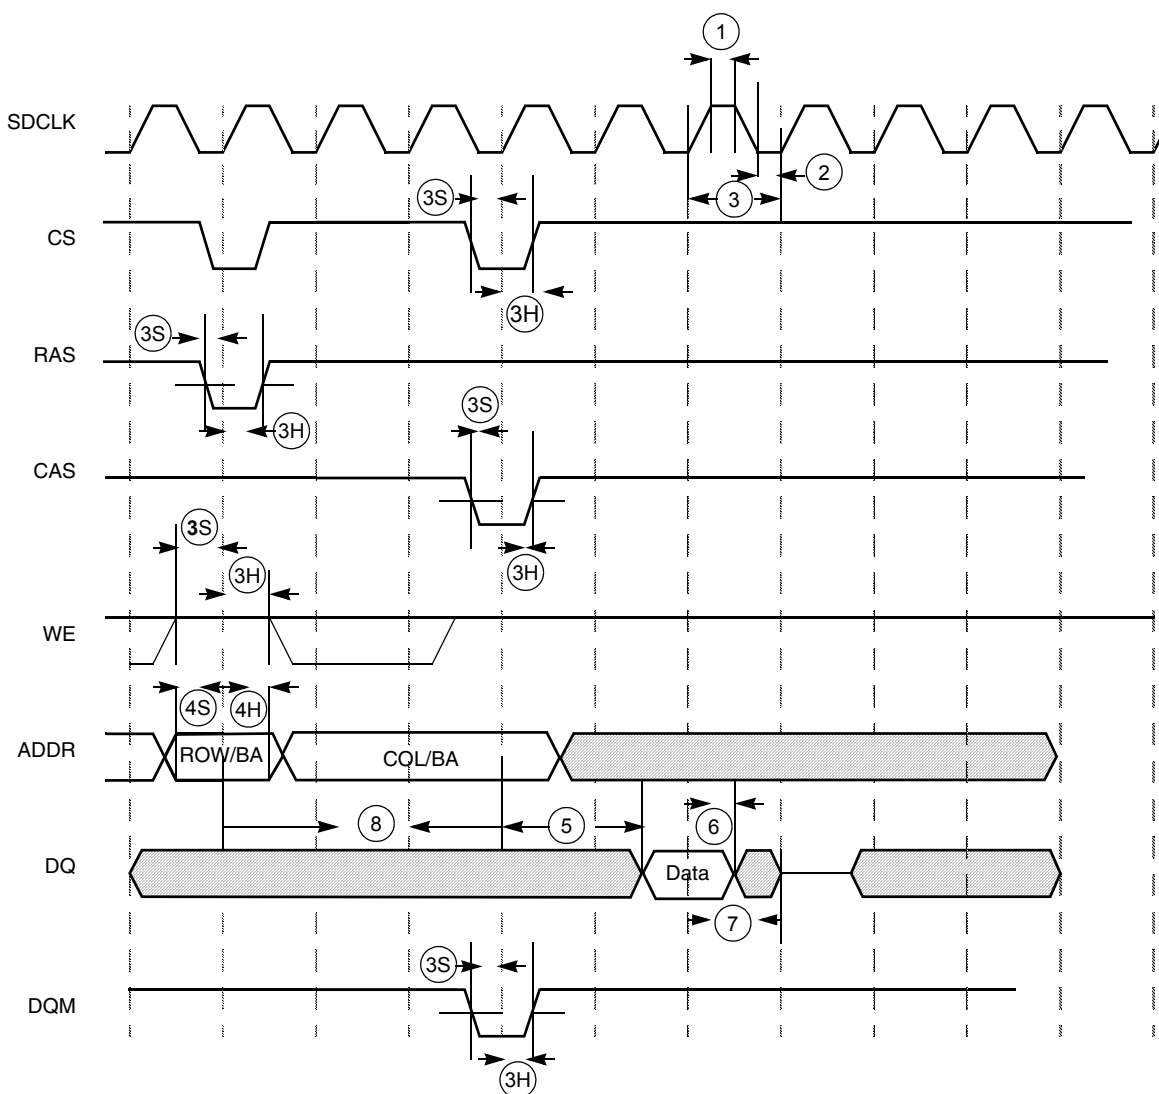 1
SDCLK
2
3S
3
CS
3H
3S
RAS
3S
3H
CAS
3S
3H
3H
WE
4S
4H
ADDR
ROW/BA
COL/BA
8
5
6
DQ
Data
7
3S
DQM
3H